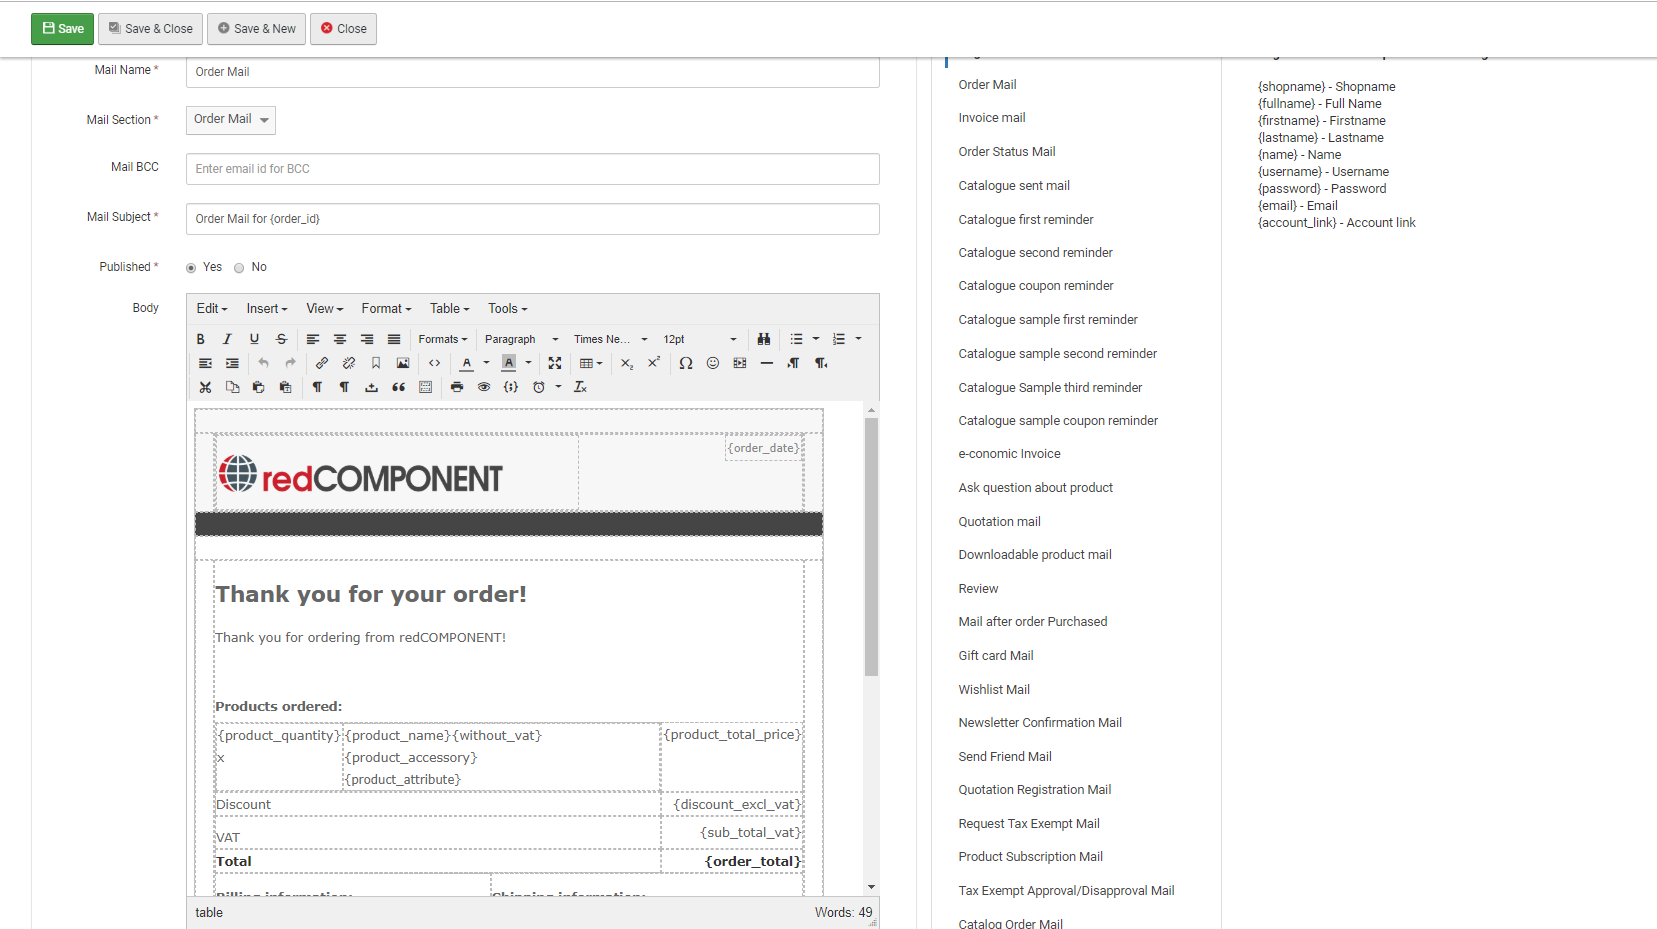 Save
Save & Close
Save & New
Close
Mail Name *
Order Mail
Mail Section *
Order Mail
Mail BCC
Enter email id for BCC
Mail Subject *
Order Mail for {order_id}
Published *
Yes
No
Body
Edit
Insert
View
Format
Table
Tools
Formats
Paragraph
Times Ne...
12pt
{order_date}
redCOMPONENT
Thank you for your order!
Thank you for ordering from redCOMPONENT!
Products ordered:
{product_quantity} x
{product_name}{without_vat}
{product_accessory}
{product_attribute}
{product_total_price}
Discount
{discount_excl_vat}
VAT
{sub_total_vat}
Total
{order_total}
Billing information:
Shipping information:
table
Words: 49
Order Mail
Invoice mail
Order Status Mail
Catalogue sent mail
Catalogue first reminder
Catalogue second reminder
Catalogue coupon reminder
Catalogue sample first reminder
Catalogue sample second reminder
Catalogue Sample third reminder
Catalogue sample coupon reminder
e-conomic Invoice
Ask question about product
Quotation mail
Downloadable product mail
Review
Mail after order Purchased
Gift card Mail
Wishlist Mail
Newsletter Confirmation Mail
Send Friend Mail
Quotation Registration Mail
Request Tax Exempt Mail
Product Subscription Mail
Tax Exempt Approval/Disapproval Mail
Catalog Order Mail
{shopname} - Shopname
{fullname} - Full Name
{firstname} - Firstname
{lastname} - Lastname
{name} - Name
{username} - Username
{password} - Password
{email} - Email
{account_link} - Account link